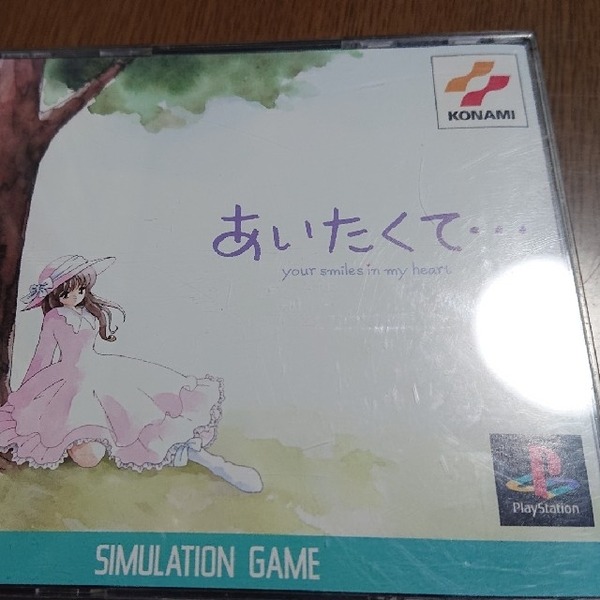 KONAMI
あいたくて…
your smiles in my heart
PlayStation
SIMULATION GAME